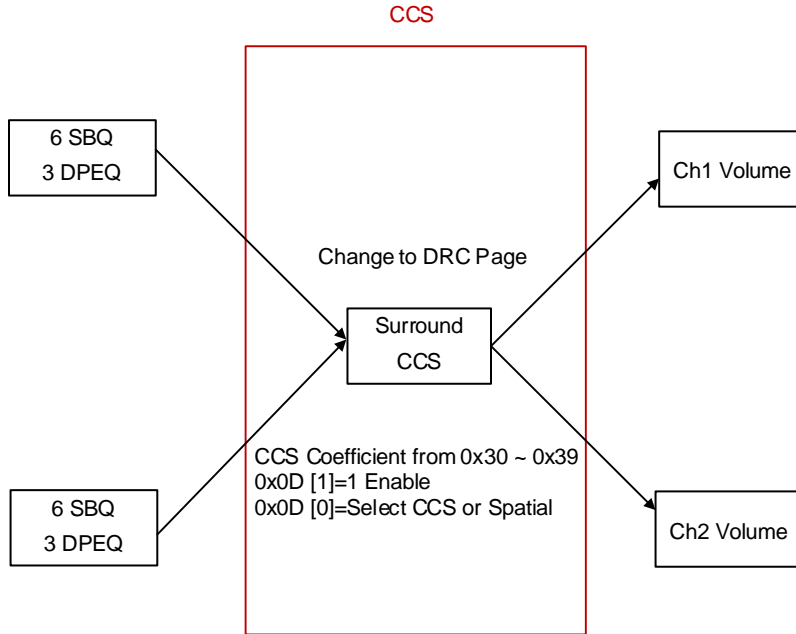 CCS
6 SBQ
3 DPEQ
Ch1 Volume
Change to DRC Page
Surround
CCS
CCS Coefficient from 0x30 ~ 0x39
0x0D [1]=1 Enable
0x0D [0]=Select CCS or Spatial
6 SBQ
3 DPEQ
Ch2 Volume